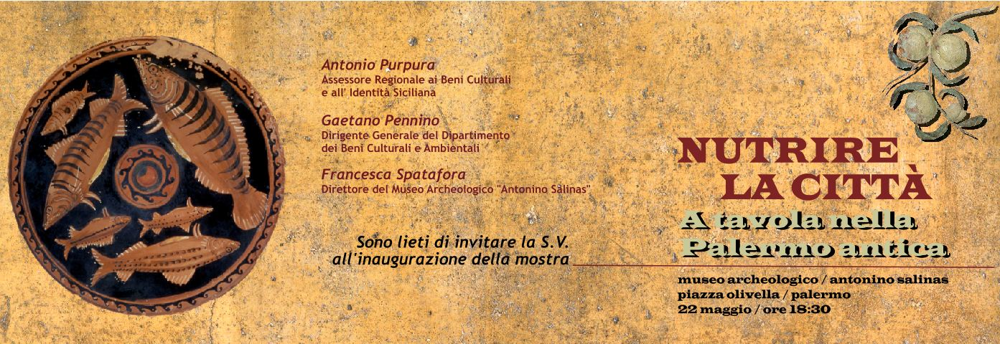 Antonio Purpura
Assessore Regionale ai Beni Culturali
e all' Identità Siciliana
Gaetano Pennino
Dirigente Generale del Dipartimento
dei Beni Culturali e Ambientali
Francesca Spatafora
Direttore del Museo Archeologico "Antonino Salinas"
Sono lieti di invitare la S.V.
all'inaugurazione della mostra
NUTRIRE
LA CITTÀ
A tavola nella
Palermo antica
museo archeologico / antonino salinas
piazza olivella / palermo
22 maggio / ore 18:30